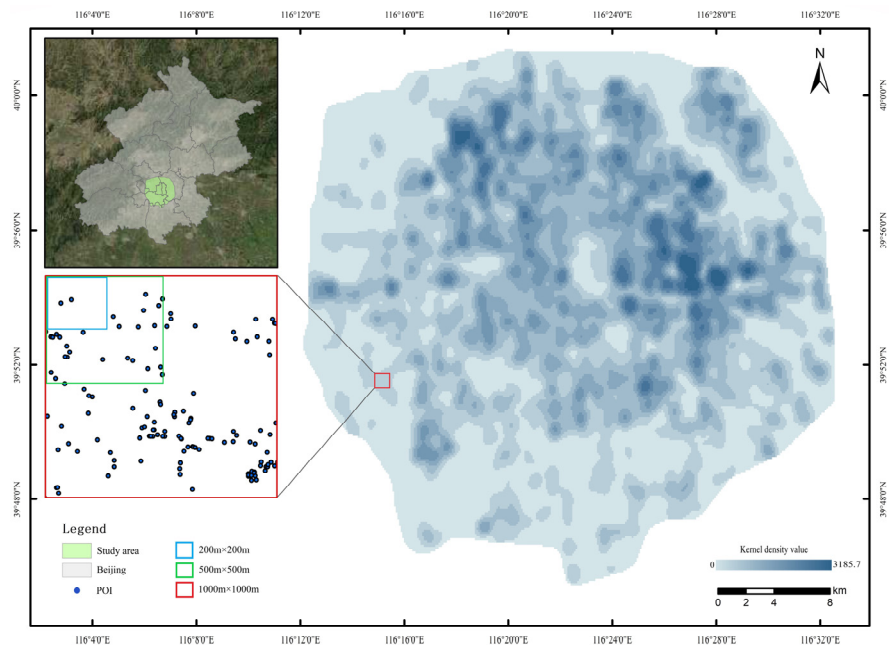 116°4'0"E 116°8'0"E 116°12'0"E 116°16'0"E 116°20'0"E 116°24'0"E 116°28'0"E 116°32'0"E
N
40°0'0"N 40°0'0"N
39°56'0"N 39°56'0"N
39°52'0"N 39°52'0"N
39°48'0"N 39°48'0"N
Legend
Study area 200m×200m
Beijing 500m×500m
POI 1000m×1000m
Kernel density value
0 3185.7
km
0 2 4 8
116°4'0"E 116°8'0"E 116°12'0"E 116°16'0"E 116°20'0"E 116°24'0"E 116°28'0"E 116°32'0"E